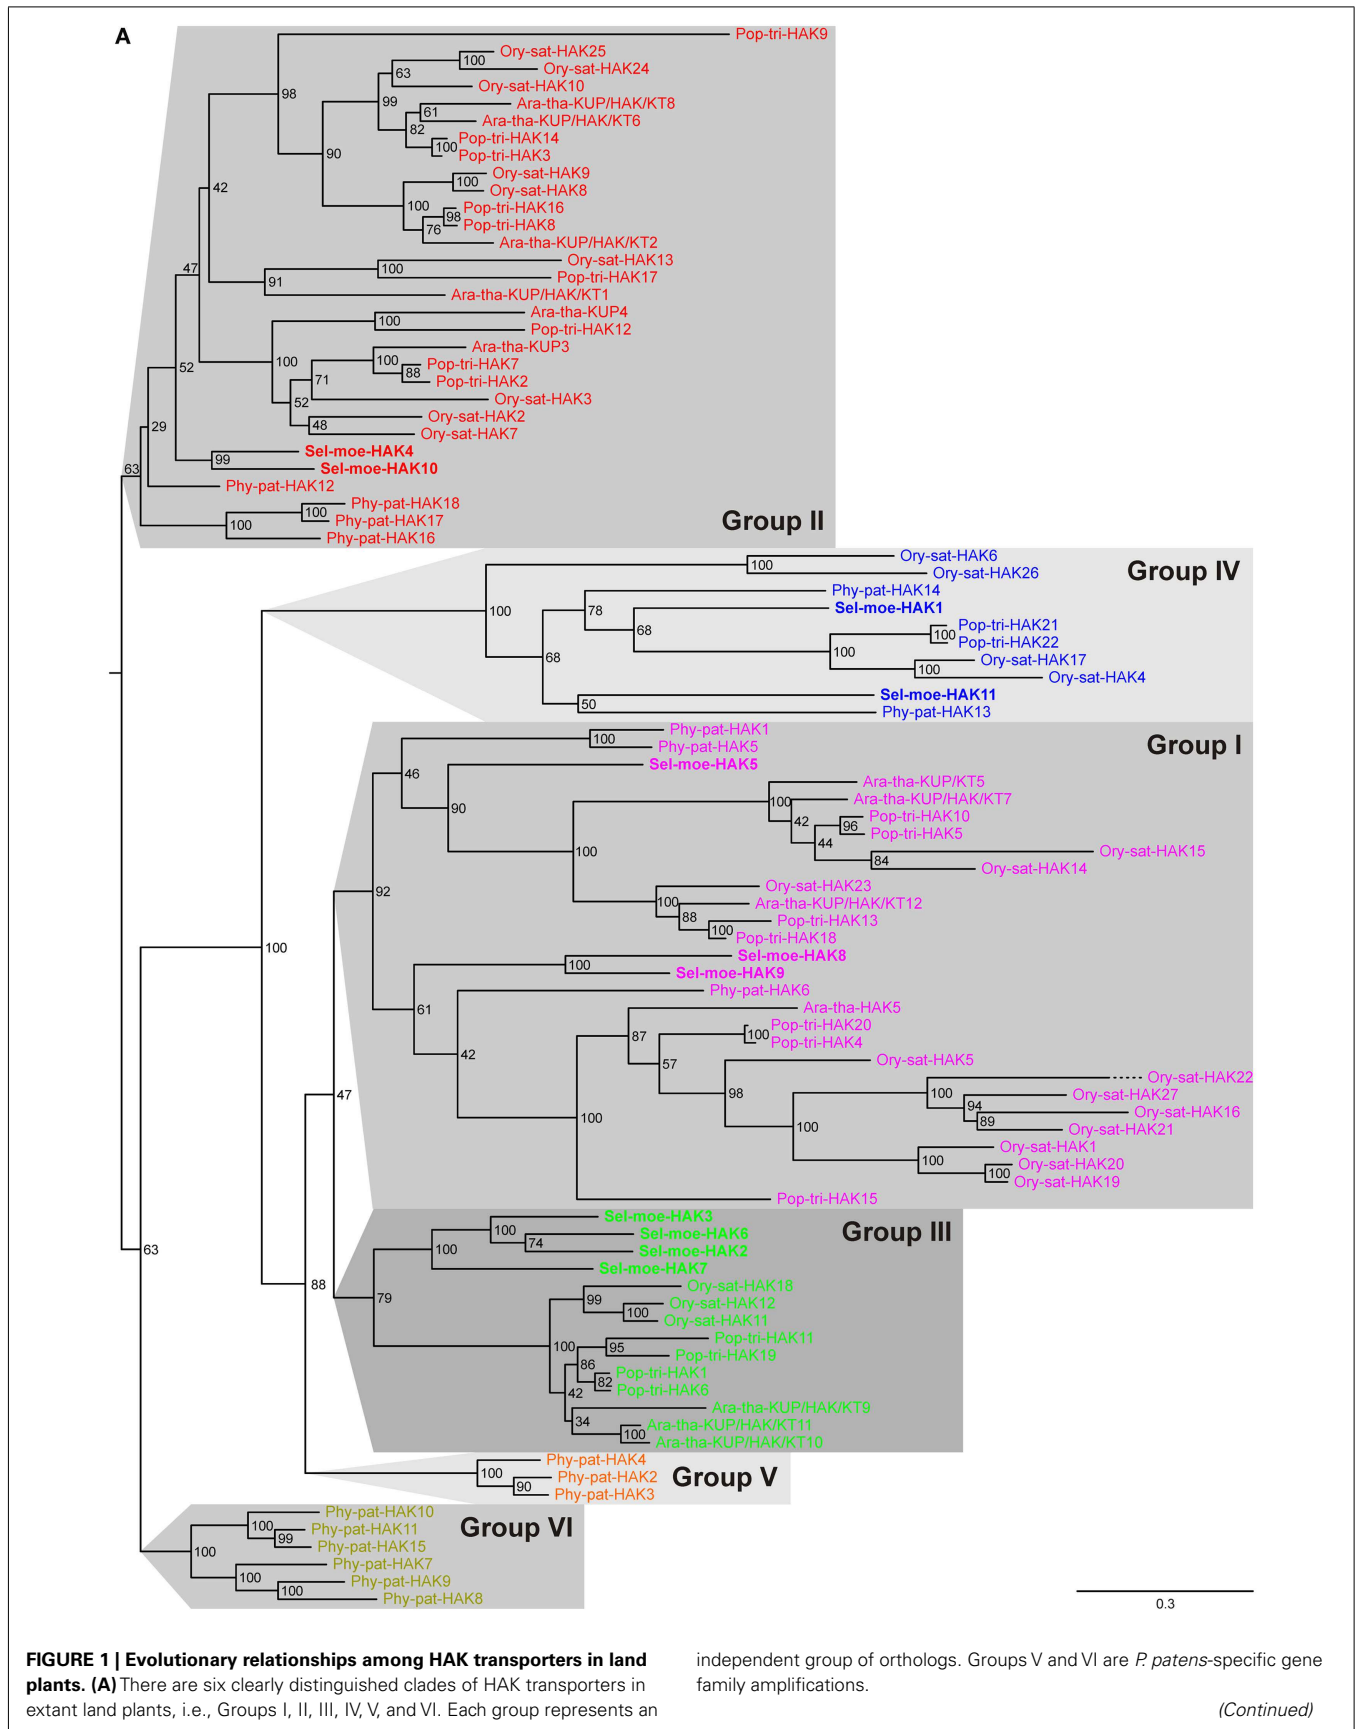 A
Pop-tri-HAK9
Ory-sat-HAK25
100
Ory-sat-HAK24
63
Ory-sat-HAK10
98
99
Ara-tha-KUP/HAK/KT8
61
Ara-tha-KUP/HAK/KT6
82
Pop-tri-HAK14
100
90
Pop-tri-HAK3
Ory-sat-HAK9
100
42
Ory-sat-HAK8
100
Pop-tri-HAK16
98
Pop-tri-HAK8
76
Ara-tha-KUP/HAK/KT2
Ory-sat-HAK13
47
100
Pop-tri-HAK17
91
Ara-tha-KUP/HAK/KT1
Ara-tha-KUP4
100
Pop-tri-HAK12
Ara-tha-KUP3
100
100
Pop-tri-HAK7
52
88
71
Pop-tri-HAK2
52
Ory-sat-HAK3
Ory-sat-HAK2
29
48
Ory-sat-HAK7
Sel-moe-HAK4
99
63
Sel-moe-HAK10
Phy-pat-HAK12
Phy-pat-HAK18
100
Phy-pat-HAK17
100
Phy-pat-HAK16
Group II
Ory-sat-HAK6
100
Ory-sat-HAK26
Group IV
Phy-pat-HAK14
100
78
Sel-moe-HAK1
68
Pop-tri-HAK21
100
Pop-tri-HAK22
100
68
Ory-sat-HAK17
100
Ory-sat-HAK4
Sel-moe-HAK11
50
Phy-pat-HAK13
Phy-pat-HAK1
100
Phy-pat-HAK5
Group I
Sel-moe-HAK5
46
Ara-tha-KUP/KT5
100
Ara-tha-KUP/HAK/KT7
90
42
Pop-tri-HAK10
96
Pop-tri-HAK5
44
100
Ory-sat-HAK15
84
Ory-sat-HAK14
92
Ory-sat-HAK23
100
Ara-tha-KUP/HAK/KT12
88
Pop-tri-HAK13
100
Pop-tri-HAK18
100
Sel-moe-HAK8
100
Sel-moe-HAK9
Phy-pat-HAK6
61
Ara-tha-HAK5
Pop-tri-HAK20
87
100
Pop-tri-HAK4
42
57
Ory-sat-HAK5
Ory-sat-HAK22
98
100
Ory-sat-HAK27
47
94
Ory-sat-HAK16
89
100
100
Ory-sat-HAK21
Ory-sat-HAK1
100
Ory-sat-HAK20
100
Ory-sat-HAK19
Pop-tri-HAK15
Sel-moe-HAK3
100
Sel-moe-HAK6
Group III
74
100
Sel-moe-HAK2
63
Sel-moe-HAK7
88
Ory-sat-HAK18
79
99
Ory-sat-HAK12
100
Ory-sat-HAK11
Pop-tri-HAK11
100
95
Pop-tri-HAK19
86
Pop-tri-HAK1
82
42
Pop-tri-HAK6
Ara-tha-KUP/HAK/KT9
34
Ara-tha-KUP/HAK/KT11
100
Ara-tha-KUP/HAK/KT10
Phy-pat-HAK4
100
Phy-pat-HAK2
90
Phy-pat-HAK3
Group V
Phy-pat-HAK10
100
Phy-pat-HAK11
99
Phy-pat-HAK15
Group VI
100
Phy-pat-HAK7
100
Phy-pat-HAK9
100
Phy-pat-HAK8
0.3
FIGURE 1 | Evolutionary relationships among HAK transporters in land
plants. (A) There are six clearly distinguished clades of HAK transporters in
extant land plants, i.e., Groups I, II, III, IV, V, and VI. Each group represents an
independent group of orthologs. Groups V and VI are P. patens-specific gene
family amplifications.
(Continued)